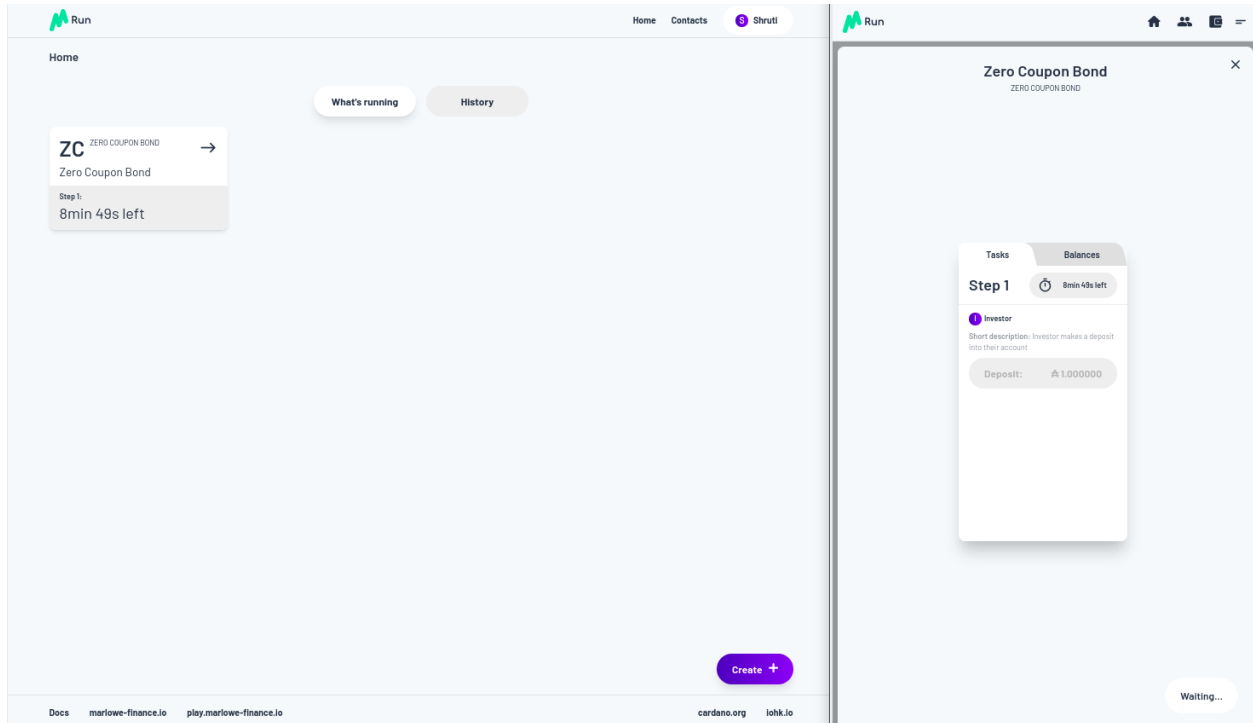 Run
Home Contacts S Shruti
Home
What's running History
ZC ZERO COUPON BOND
Zero Coupon Bond
Step 1:
8min 49s left
Create +
Docs marlowe-finance.io play.marlowe-finance.io
cardano.org iohk.io
Run
Zero Coupon Bond
ZERO COUPON BOND
Tasks Balances
Step 1 8min 49s left
I Investor
Short description: Investor makes a deposit
into their account
Deposit: ₳ 1.000000
Waiting...